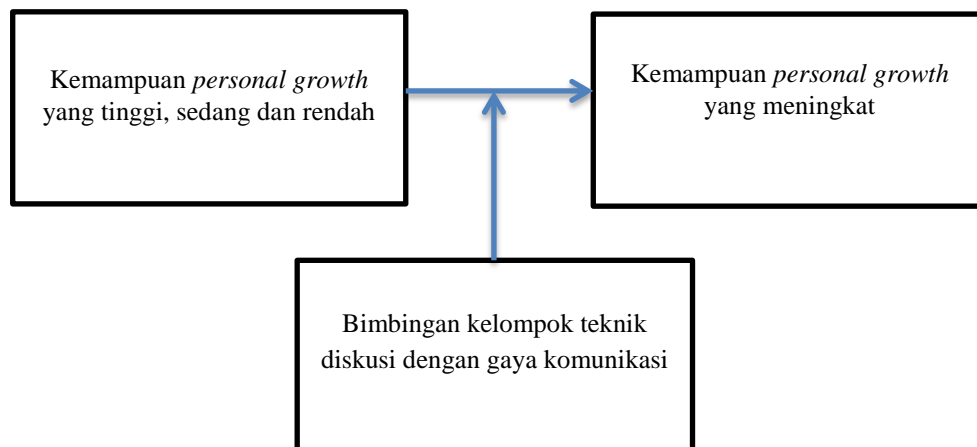 Kemampuan personal growth
yang tinggi, sedang dan rendah
Kemampuan personal growth
yang meningkat
Bimbingan kelompok teknik
diskusi dengan gaya komunikasi